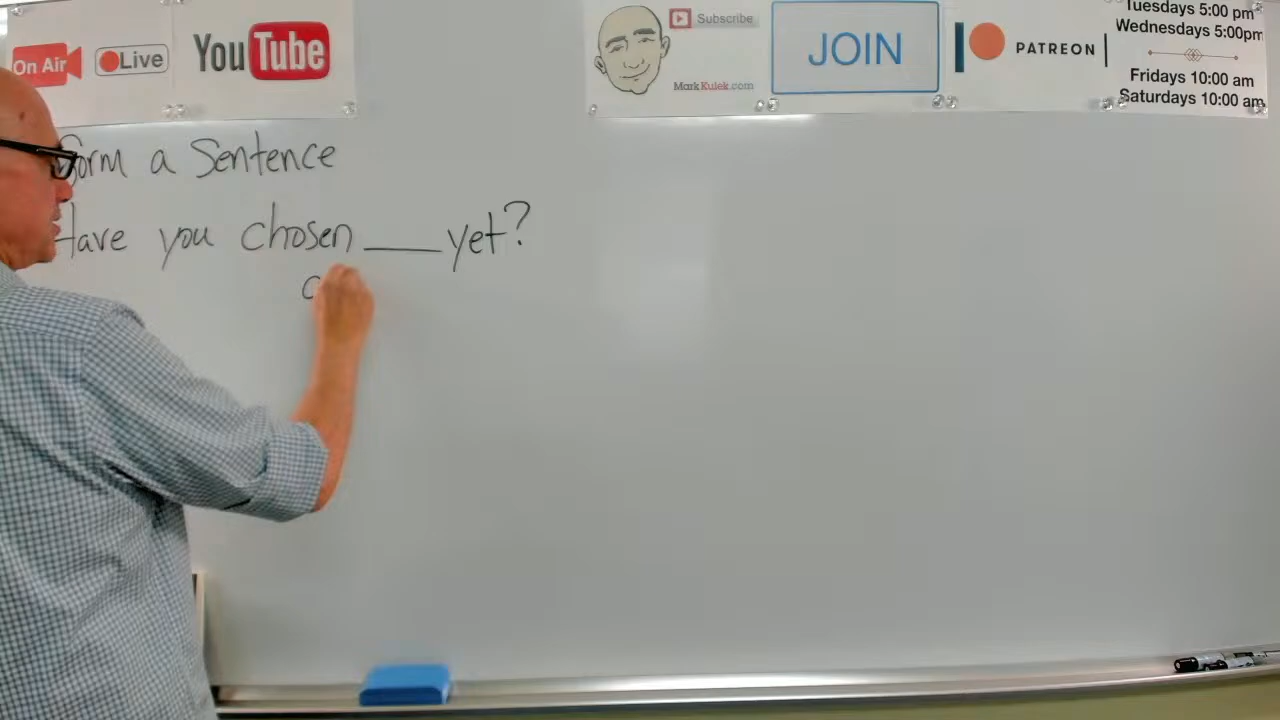 On Air
Live
YouTube
Subscribe
MarkKulek.com
JOIN
PATREON
Tuesdays 5:00 pm
Wednesdays 5:00pm
Fridays 10:00 am
Saturdays 10:00 am
Form a Sentence
Have you chosen ___ yet?